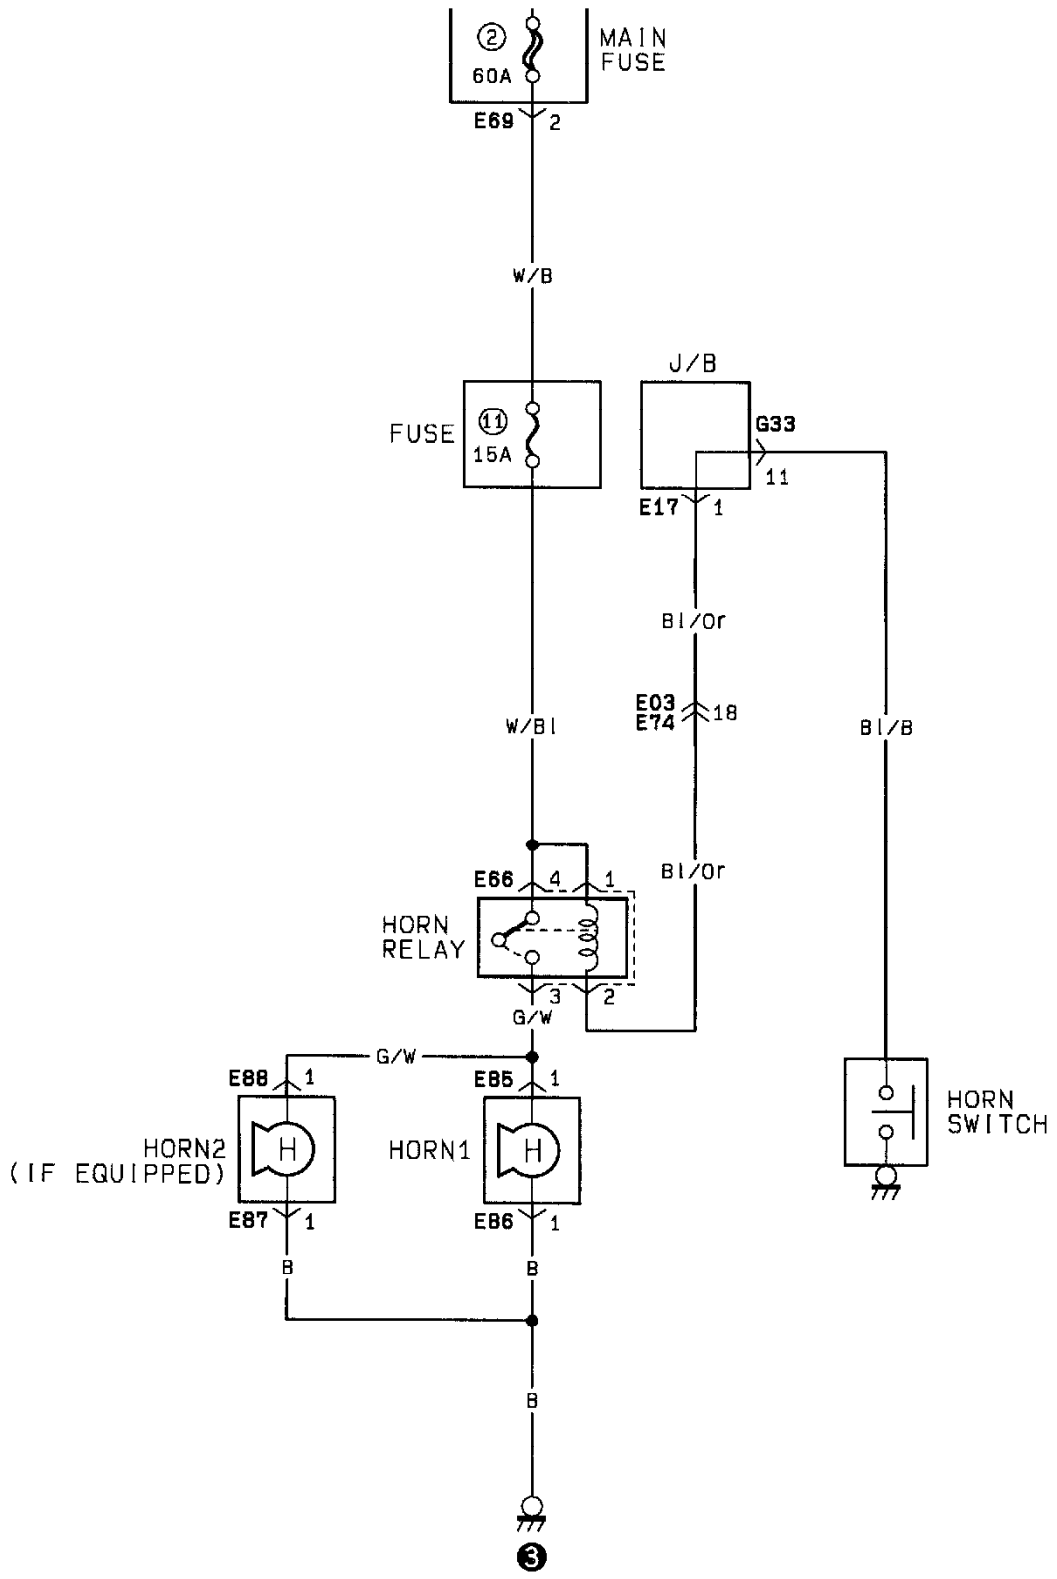 2
60A
MAIN
FUSE
E69
2
W/B
J/B
FUSE
11
15A
G33
11
E17
1
Bl/Or
E03
E74
18
W/Bl
Bl/B
Bl/Or
E66
4
1
HORN
RELAY
3
2
G/W
G/W
E88
1
E85
1
HORN2
(IF EQUIPPED)
H
HORN1
H
HORN
SWITCH
E87
1
E86
1
B
B
B
3